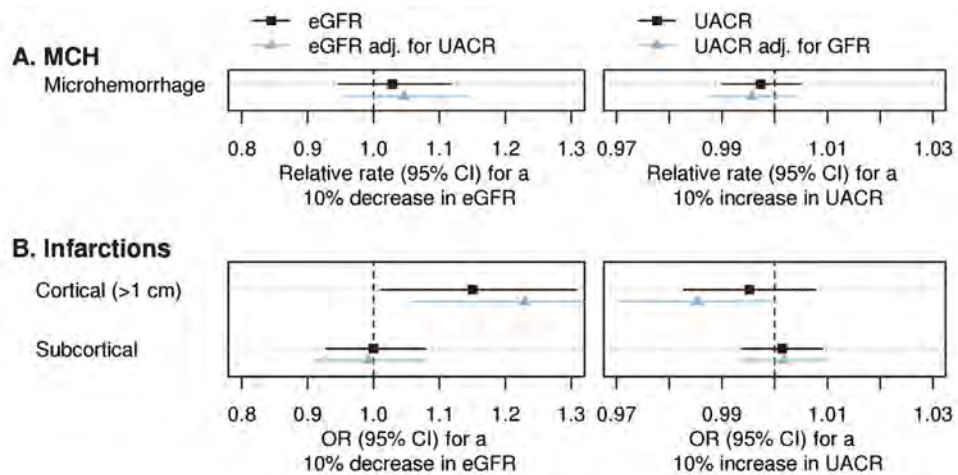 eGFR
eGFR adj. for UACR
UACR
UACR adj. for GFR
A. MCH
Microhemorrhage
0.8 0.9 1.0 1.1 1.2 1.3
0.97 0.99 1.01 1.03
Relative rate (95% CI) for a
10% decrease in eGFR
Relative rate (95% CI) for a
10% increase in UACR
B. Infarctions
Cortical (>1 cm)
Subcortical
0.8 0.9 1.0 1.1 1.2 1.3
0.97 0.99 1.01 1.03
OR (95% CI) for a
10% decrease in eGFR
OR (95% CI) for a
10% increase in UACR